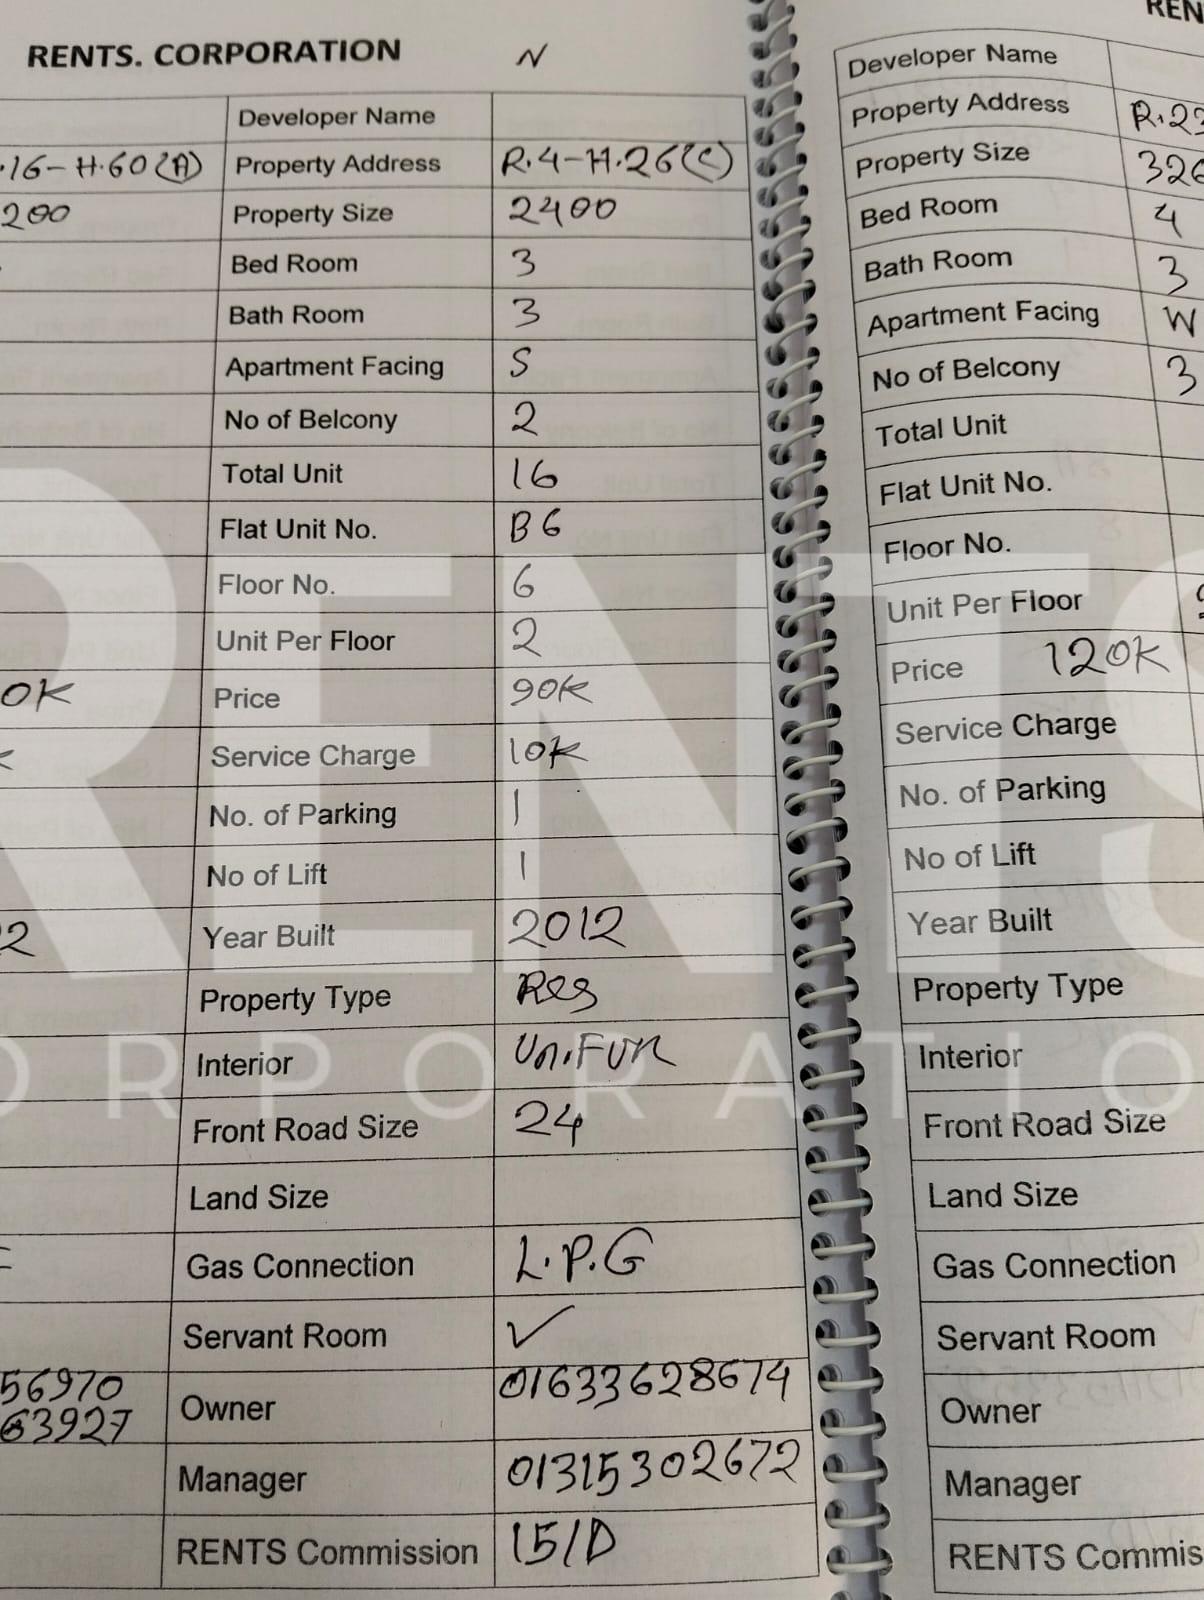 RENTS. CORPORATION N
Developer Name
16-H.60(A) Property Address R.4-H.26(C)
200 Property Size 2400
Bed Room 3
Bath Room 3
Apartment Facing S
No of Belcony 2
Total Unit 16
Flat Unit No. B6
Floor No. 6
Unit Per Floor 2
0K Price 90K
Service Charge 10K
No. of Parking 1
No of Lift 1
2 Year Built 2012
Property Type Res
Interior Un.FUR
Front Road Size 24
Land Size
Gas Connection L.P.G
Servant Room ✓
56970
63927 Owner 01633628674
Manager 01315302672
RENTS Commission 15/D
REN
Developer Name
Property Address R.23
Property Size 326
Bed Room 4
Bath Room 3
Apartment Facing W
No of Belcony 3
Total Unit
Flat Unit No.
Floor No.
Unit Per Floor
Price 120K
Service Charge
No. of Parking
No of Lift
Year Built
Property Type
Interior
Front Road Size
Land Size
Gas Connection
Servant Room
Owner
Manager
RENTS Commis
RENTS
ORPORATIO